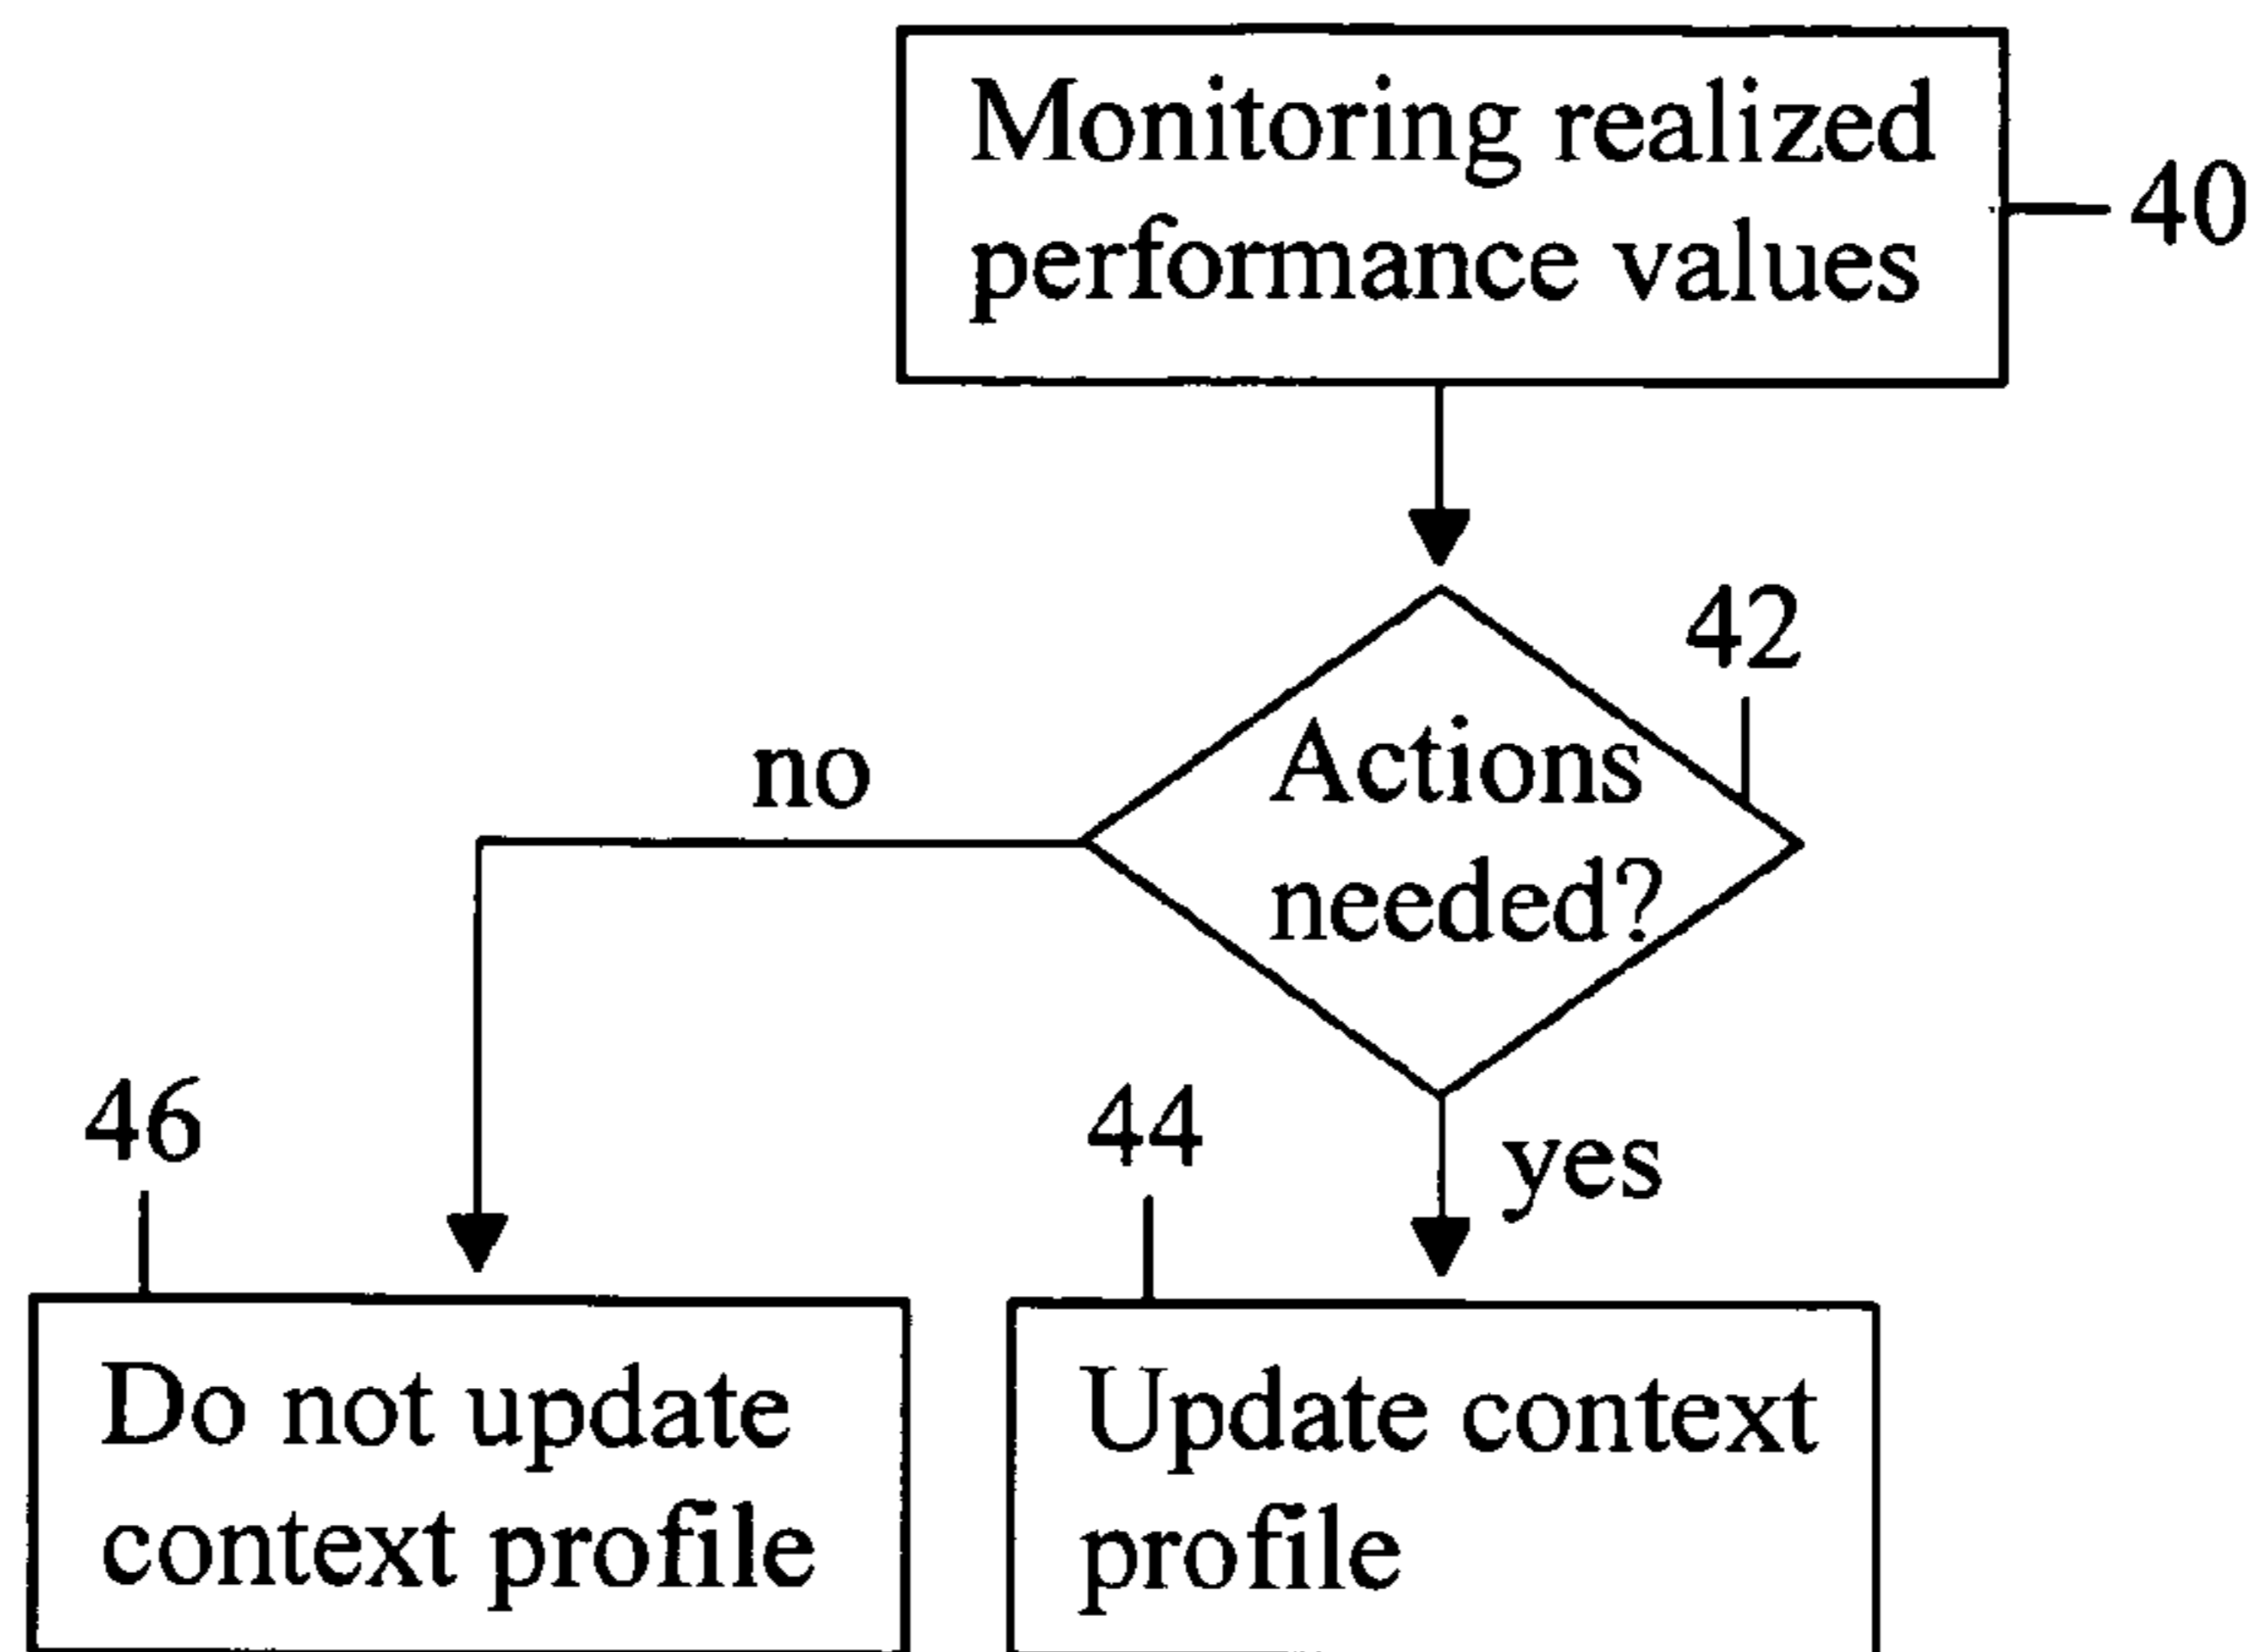 Monitoring realized
performance values
40
42
Actions
needed?
no
yes
46
44
Do not update
context profile
Update context
profile